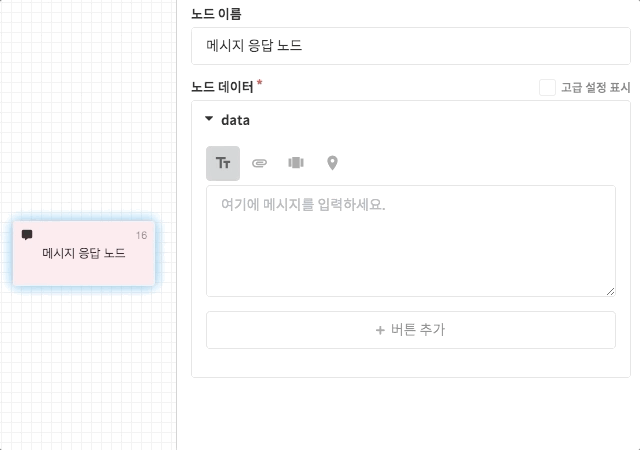 노드 이름
메시지 응답 노드
노드 데이터 *
고급 설정 표시
data
Tт
여기에 메시지를 입력하세요.
+ 버튼 추가
16
메시지 응답 노드